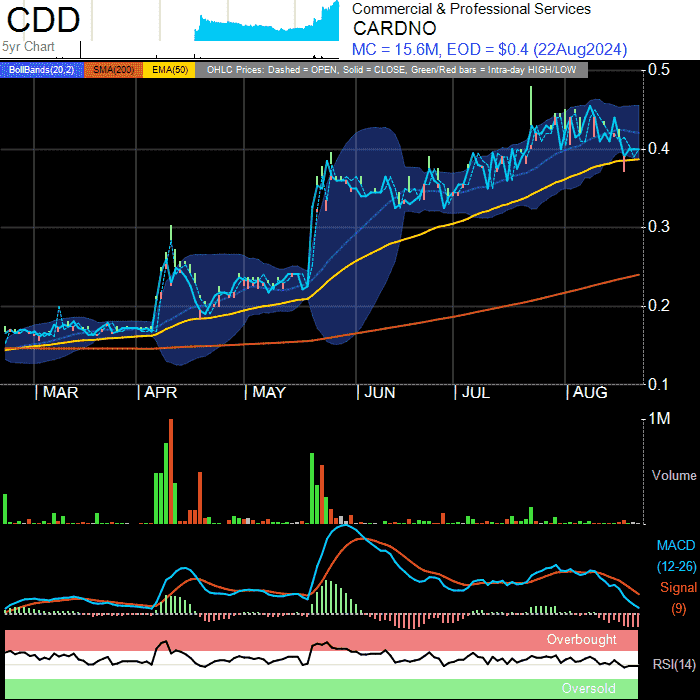 CDD
5yr Chart
Commercial & Professional Services
CARDNO
MC = 15.6M, EOD = $0.4 (22Aug2024)
BollBands(20,2) SMA(200) EMA(50) OHLC Prices: Dashed = OPEN, Solid = CLOSE, Green/Red bars = Intra-day HIGH/LOW
0.5
0.4
0.3
0.2
0.1
MAR APR MAY JUN JUL AUG
1M
Volume
MACD
(12-26)
Signal
(9)
Overbought
RSI(14)
Oversold